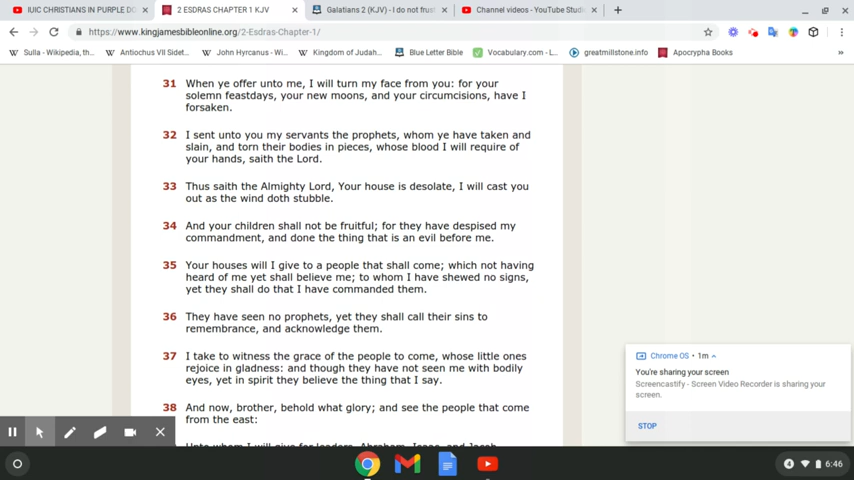 IUIC CHRISTIANS IN PURPLE DO
2 ESDRAS CHAPTER 1 KJV
Galatians 2 (KJV) - I do not frus
Channel videos - YouTube Studi
https://www.kingjamesbibleonline.org/2-Esdras-Chapter-1/
Sulla - Wikipedia, th...
Antiochus VII Sidet...
John Hyrcanus - Wi...
Kingdom of Judah...
Blue Letter Bible
Vocabulary.com - L...
greatmillstone.info
Apocrypha Books
31 When ye offer unto me, I will turn my face from you: for your
solemn feastdays, your new moons, and your circumcisions, have I
forsaken.
32 I sent unto you my servants the prophets, whom ye have taken and
slain, and torn their bodies in pieces, whose blood I will require of
your hands, saith the Lord.
33 Thus saith the Almighty Lord, Your house is desolate, I will cast you
out as the wind doth stubble.
34 And your children shall not be fruitful; for they have despised my
commandment, and done the thing that is an evil before me.
35 Your houses will I give to a people that shall come; which not having
heard of me yet shall believe me; to whom I have shewed no signs,
yet they shall do that I have commanded them.
36 They have seen no prophets, yet they shall call their sins to
remembrance, and acknowledge them.
37 I take to witness the grace of the people to come, whose little ones
rejoice in gladness: and though they have not seen me with bodily
eyes, yet in spirit they believe the thing that I say.
38 And now, brother, behold what glory; and see the people that come
from the east:
Unto whom I will give for leaders, Abraham, Isaac, and Jacob
Chrome OS • 1m
You're sharing your screen
Screencastify - Screen Video Recorder is sharing your
screen.
STOP
4
6:46